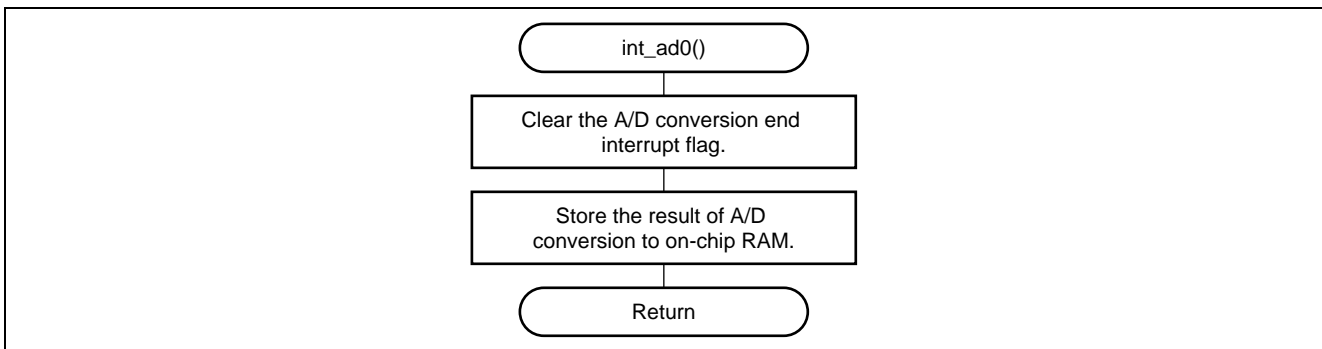 int_ad0()
Clear the A/D conversion end
interrupt flag.
Store the result of A/D
conversion to on-chip RAM.
Return